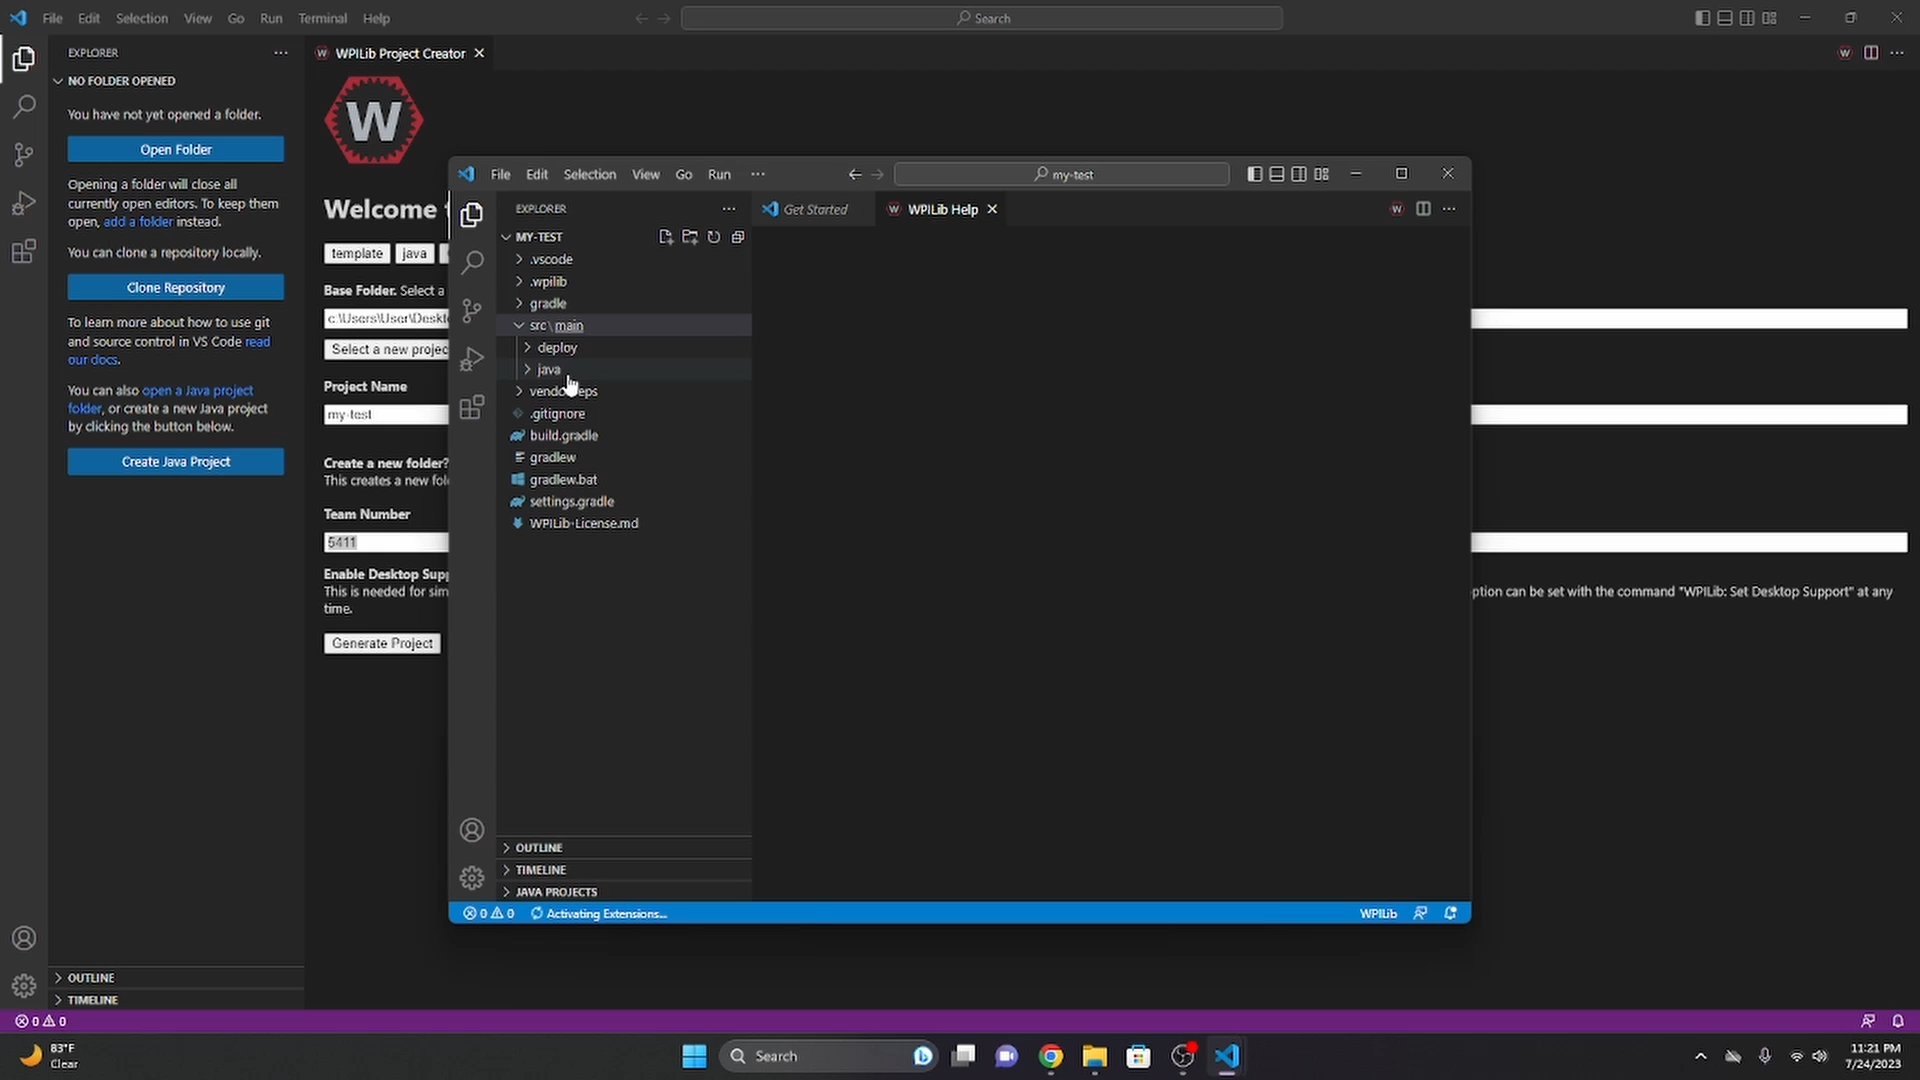 File Edit Selection View Go Run Terminal Help
Search
EXPLORER
NO FOLDER OPENED
You have not yet opened a folder.
Open Folder
Opening a folder will close all
currently open editors. To keep them
open, add a folder instead.
You can clone a repository locally.
Clone Repository
To learn more about how to use git
and source control in VS Code read
our docs.
You can also open a Java project
folder, or create a new Java project
by clicking the button below.
Create Java Project
OUTLINE
TIMELINE
WPILib Project Creator
W
Welcome
template java
Base Folder. Select a
c:\Users\User\Deskt
Select a new projec
Project Name
my-test
Create a new folder?
This creates a new fol
Team Number
5411
Enable Desktop Supp
This is needed for sim
ption can be set with the command "WPILib: Set Desktop Support" at any
time.
Generate Project
File Edit Selection View Go Run
my-test
EXPLORER
Get Started
WPILib Help
MY-TEST
.vscode
.wpilib
gradle
src\main
deploy
java
.gitignore
build.gradle
gradlew
gradlew.bat
settings.gradle
WPILib-License.md
OUTLINE
TIMELINE
JAVA PROJECTS
0 0 Activating Extensions...
WPILib
0 0
83°F
Clear
Search
11:21 PM
7/24/2023